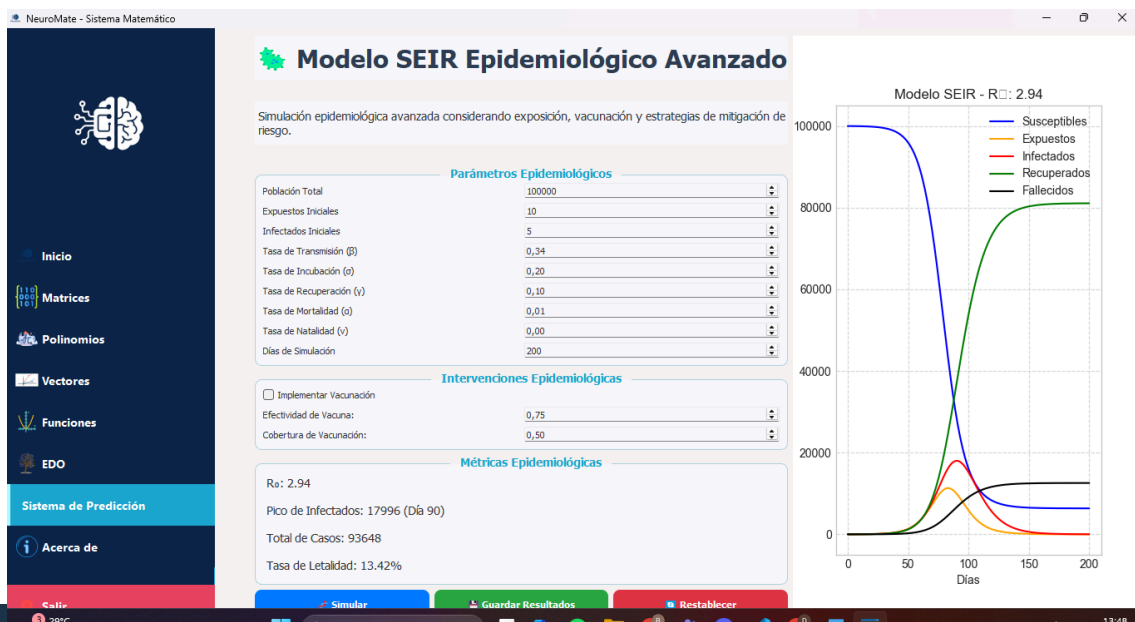 NeuroMate - Sistema Matemático
Inicio
Matrices
Polinomios
Vectores
Funciones
EDO
Sistema de Predicción
Acerca de
Salir
Modelo SEIR Epidemiológico Avanzado
Simulación epidemiológica avanzada considerando exposición, vacunación y estrategias de mitigación de
riesgo.
Parámetros Epidemiológicos
Población Total 100000
Expuestos Iniciales 10
Infectados Iniciales 5
Tasa de Transmisión (β) 0,34
Tasa de Incubación (σ) 0,20
Tasa de Recuperación (γ) 0,10
Tasa de Mortalidad (α) 0,01
Tasa de Natalidad (ν) 0,00
Días de Simulación 200
Intervenciones Epidemiológicas
Implementar Vacunación
Efectividad de Vacuna: 0,75
Cobertura de Vacunación: 0,50
Métricas Epidemiológicas
R₀: 2.94
Pico de Infectados: 17996 (Día 90)
Total de Casos: 93648
Tasa de Letalidad: 13.42%
Simular
Guardar Resultados
Restablecer
Modelo SEIR - R□: 2.94
Susceptibles
Expuestos
Infectados
Recuperados
Fallecidos
100000
80000
60000
40000
20000
0
0 50 100 150 200
Días
3 29°C
13:48